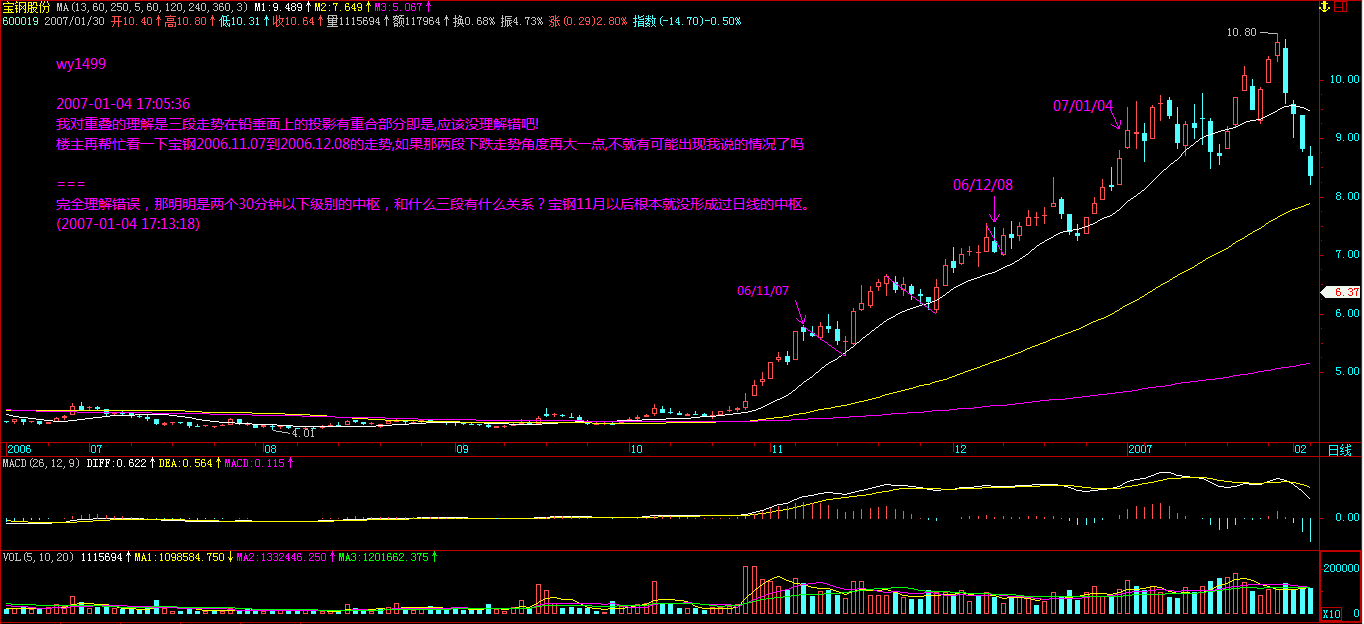 宝钢股份 MA(13,60,250,5,60,120,240,360,3) M1:9.489↑M2:7.649↑M3:5.087↑
600019 2007/01/30 开10.40↑高10.80↑低10.31↑收10.64↑量1115694↑额117964↑换0.68% 振4.73% 涨(0.29)2.80% 指数(-14.70)-0.50%
10.80
wy1499
10.00
2007-01-04 17:05:36
07/01/04
我对重叠的理解是三段走势在铅垂面上的投影有重合部分即是,应该没理解错吧!
9.00
楼主再帮忙看一下宝钢2006.11.07到2006.12.08的走势,如果那两段下跌走势角度再大一点,不就有可能出现我说的情况了吗
===
06/12/08
8.00
完全理解错误，那明明是两个30分钟以下级别的中枢，和什么三段有什么关系？宝钢11月以后根本就没形成过日线的中枢。
(2007-01-04 17:13:18)
7.00
06/11/07
6.37
6.00
5.00
4.01
2006 07 08 09 10 11 12 2007 02 日线
MACD(26,12,9) DIFF:0.622↑DEA:0.564↑MACD:0.115↑
0.00
VOL(5,10,20) 1115694↑MA1:1098584.750↓MA2:1332448.250↑MA3:1201662.375↑
200000
X10 0